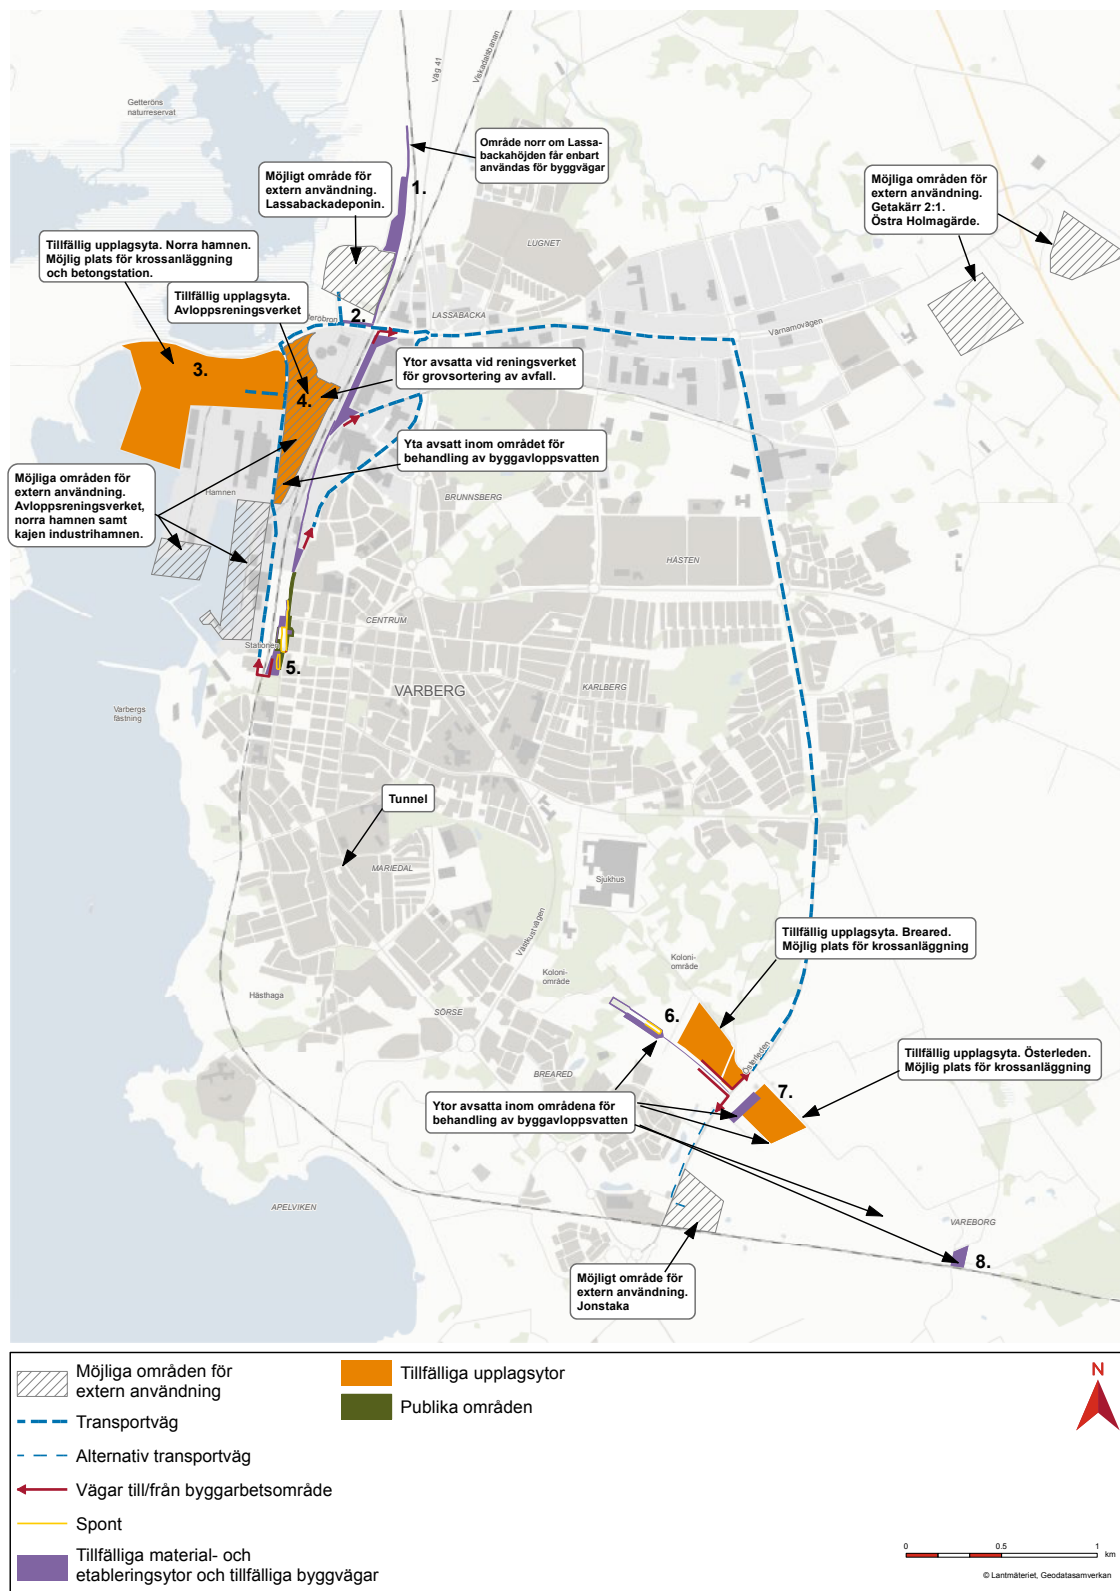 Väg 41
Viskadalsbanan
Getteröns
naturreservat
Område norr om Lassa-
backahöjden får enbart
användas för byggvägar
Möjligt område för
extern användning.
Lassabackadeponin.
1.
Möjliga områden för
extern användning.
Getakärr 2:1.
Östra Holmagärde.
Tillfällig upplagsyta. Norra hamnen.
Möjlig plats för krossanläggning
och betongstation.
LUGNET
Tillfällig upplagsyta.
Avloppsreningsverket
2.
LASSABACKA
Värnamovägen
3.
4.
Ytor avsatta vid reningsverket
för grovsortering av avfall.
Yta avsatt inom området för
behandling av byggavloppsvatten
Möjliga områden för
extern användning.
Avloppsreningsverket,
norra hamnen samt
kajen industrihamnen.
Hamnen
BRUNNSBERG
HÅSTEN
CENTRUM
Stationen
5.
VARBERG
KARLBERG
Varbergs
fästning
Tunnel
MARIEDAL
Sjukhus
Västkustvägen
Tillfällig upplagsyta. Breared.
Möjlig plats för krossanläggning
Koloni-
område
Koloni-
område
Hästhaga
SÖRSE
6.
Österleden
BREARED
Tillfällig upplagsyta. Österleden.
Möjlig plats för krossanläggning
7.
Ytor avsatta inom områdena för
behandling av byggavloppsvatten
APELVIKEN
VAREBORG
8.
Möjligt område för
extern användning.
Jonstaka
Möjliga områden för
extern användning
Transportväg
Alternativ transportväg
Vägar till/från byggarbetsområde
Spont
Tillfälliga material- och
etableringsytor och tillfälliga byggvägar
Tillfälliga upplagsytor
Publika områden
N
0 0.5 1
km
© Lantmäteriet, Geodatasamverkan